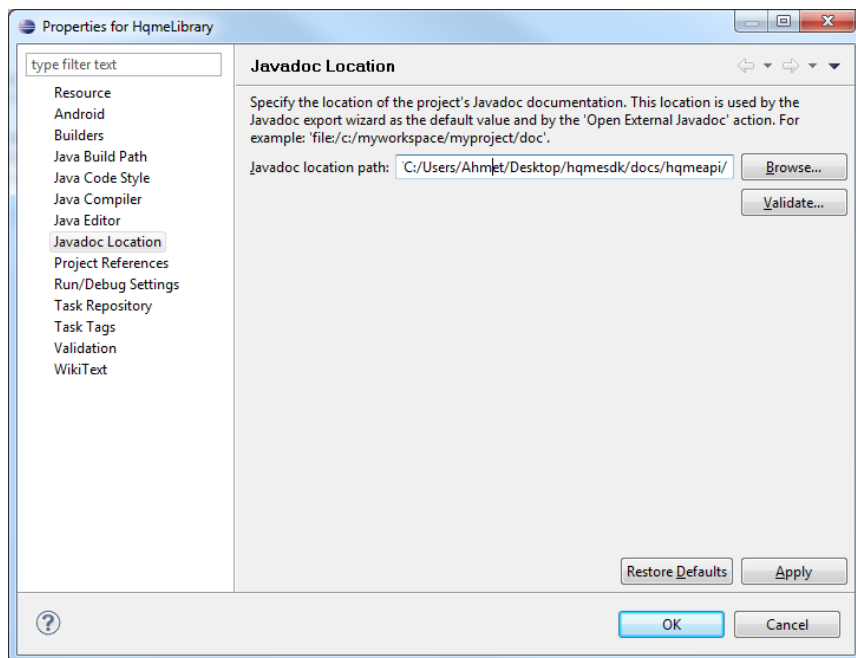 Properties for HqmeLibrary
type filter text
Resource
Android
Builders
Java Build Path
Java Code Style
Java Compiler
Java Editor
Javadoc Location
Project References
Run/Debug Settings
Task Repository
Task Tags
Validation
WikiText
Javadoc Location
Specify the location of the project's Javadoc documentation. This location is used by the
Javadoc export wizard as the default value and by the 'Open External Javadoc' action. For
example: 'file:/c:/myworkspace/myproject/doc'.
Javadoc location path: C:/Users/Ahmet/Desktop/hqmesdk/docs/hqmeapi/ Browse...
Validate...
Restore Defaults Apply
OK Cancel